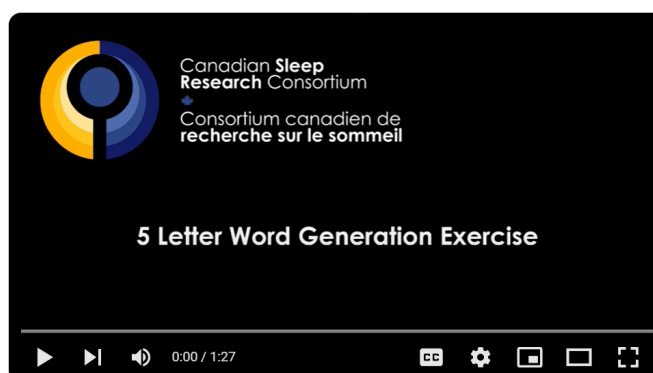 Canadian Sleep
Research Consortium
Consortium canadien de
recherche sur le sommeil
5 Letter Word Generation Exercise
0:00 / 1:27
CC